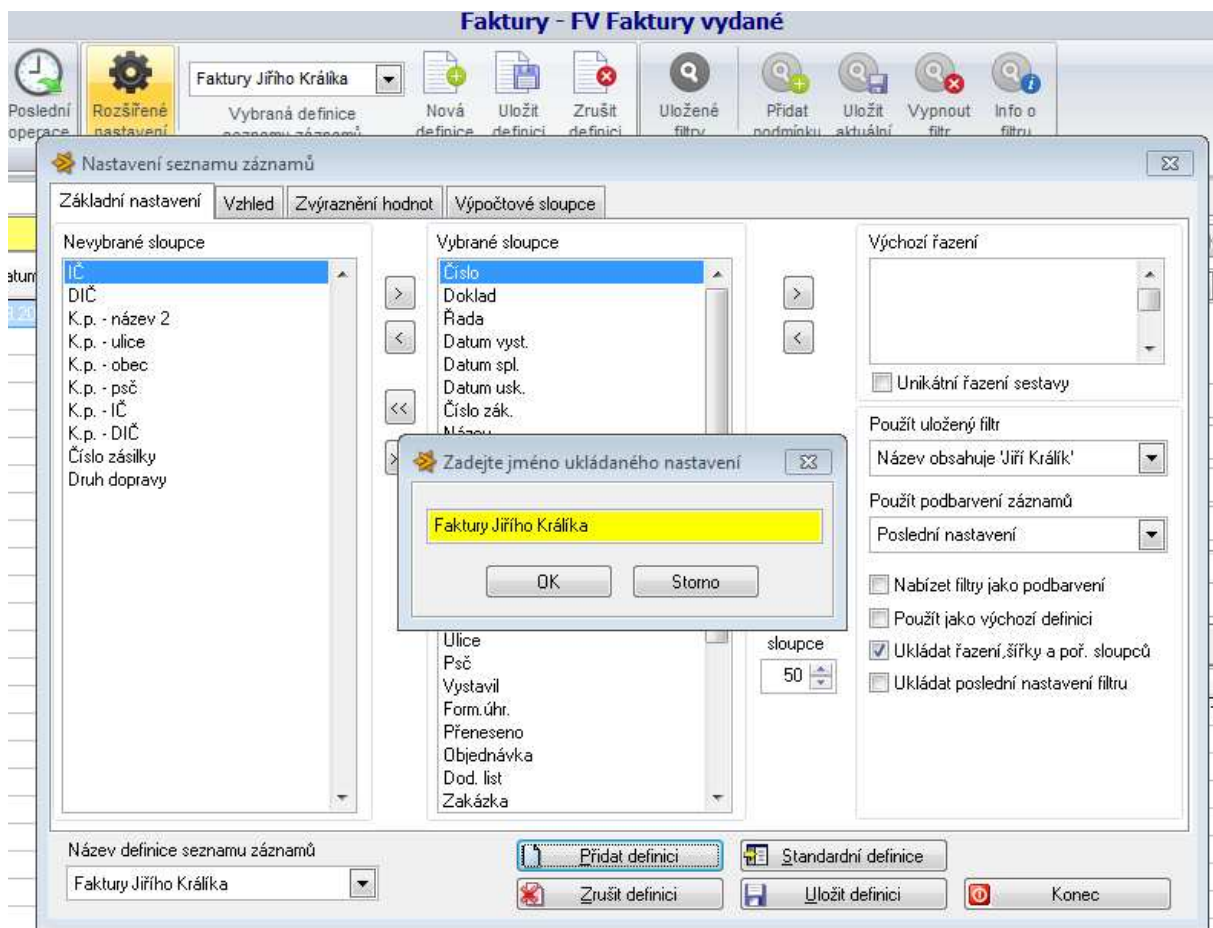 Faktury - FV Faktury vydané
Faktury Jiřího Králíka
Poslední operace
Rozšířené nastavení
Vybraná definice seznamu záznamů
Nová definice
Uložit definici
Zrušit definici
Uložené filtry
Přidat podmínku
Uložit aktuální
Vypnout filtr
Info o filtru
Nastavení seznamu záznamů
Základní nastavení
Vzhled
Zvýraznění hodnot
Výpočtové sloupce
Nevybrané sloupce
IČ
DIČ
K.p. - název 2
K.p. - ulice
K.p. - obec
K.p. - psč
K.p. - IČ
K.p. - DIČ
Číslo zásilky
Druh dopravy
>
<
<<
Vybrané sloupce
Číslo
Doklad
Řada
Datum vyst.
Datum spl.
Datum usk.
Číslo zák.
Název
Ulice
Psč
Vystavil
Form.úhr.
Přeneseno
Objednávka
Dod. list
Zakázka
>
<
sloupce
50
Zadejte jméno ukládaného nastavení
Faktury Jiřího Králíka
OK
Storno
Výchozí řazení
Unikátní řazení sestavy
Použít uložený filtr
Název obsahuje 'Jiří Králík'
Použít podbarvení záznamů
Poslední nastavení
Nabízet filtry jako podbarvení
Použít jako výchozí definici
Ukládat řazení,šířky a poř. sloupců
Ukládat poslední nastavení filtru
Název definice seznamu záznamů
Faktury Jiřího Králíka
Přidat definici
Standardní definice
Zrušit definici
Uložit definici
Konec